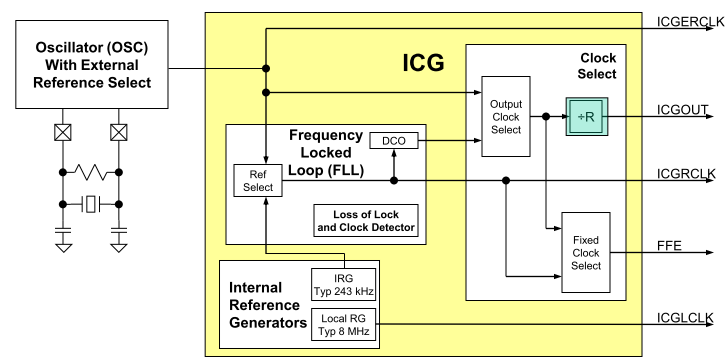 ICGERCLK
Oscillator (OSC)
With External
Reference Select
ICG
Clock
Select
Output
Clock
Select
÷R
ICGOUT
Frequency
Locked
Loop (FLL)
DCO
Ref
Select
ICGRCLK
Loss of Lock
and Clock Detector
Fixed
Clock
Select
FFE
Internal
Reference
Generators
IRG
Typ 243 kHz
Local RG
Typ 8 MHz
ICGLCLK